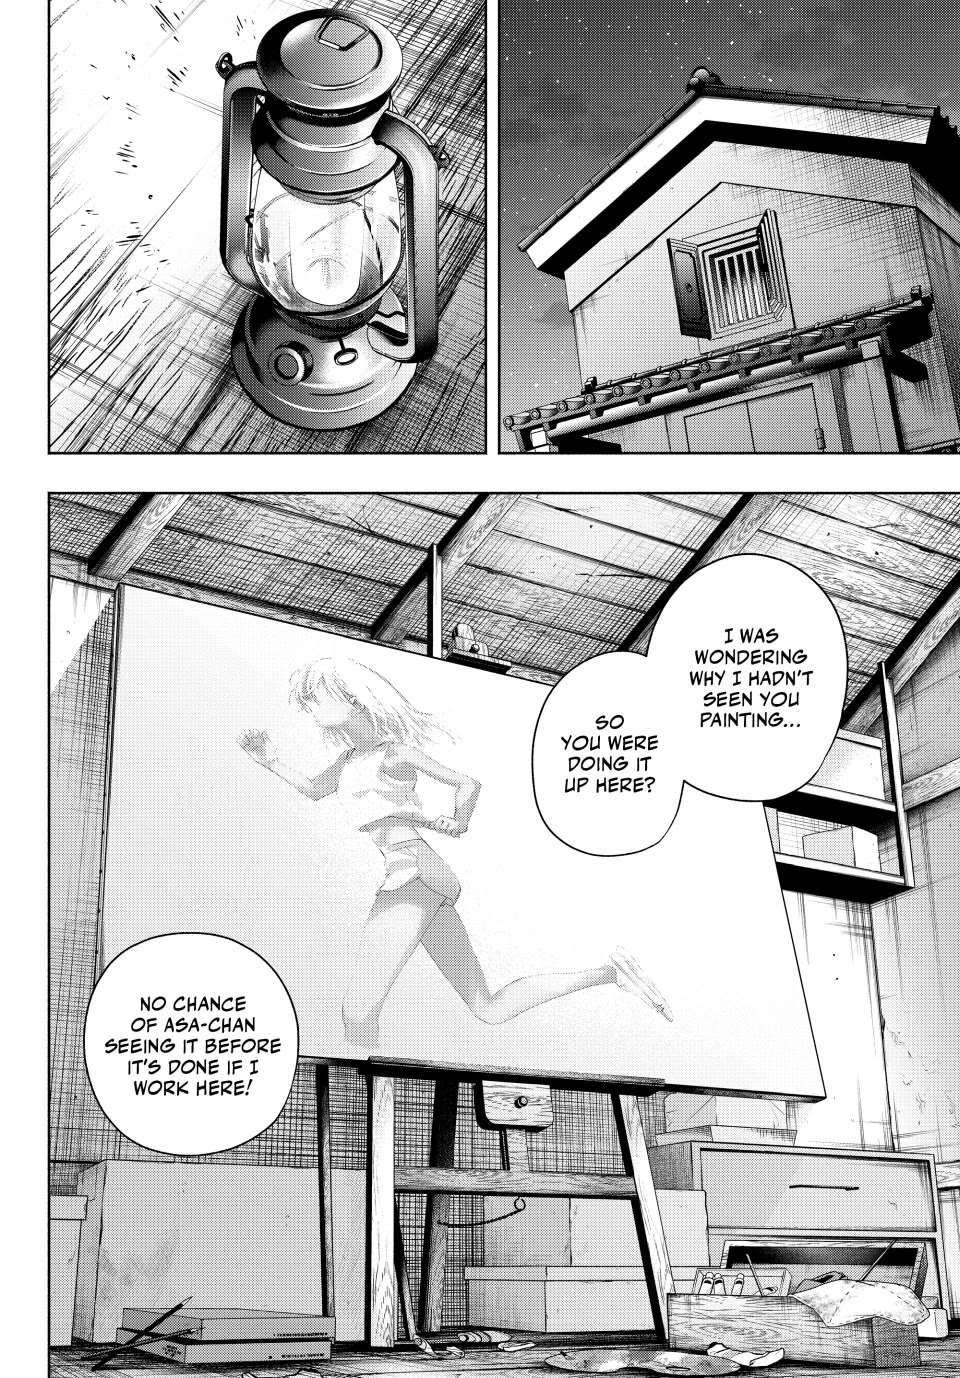 I WAS
WONDERING
WHY I HADN'T
SEEN YOU
PAINTING...
SO
YOU WERE
DOING IT
UP HERE?
NO CHANCE
OF ASA-CHAN
SEEING IT BEFORE
IT'S DONE IF I
WORK HERE!